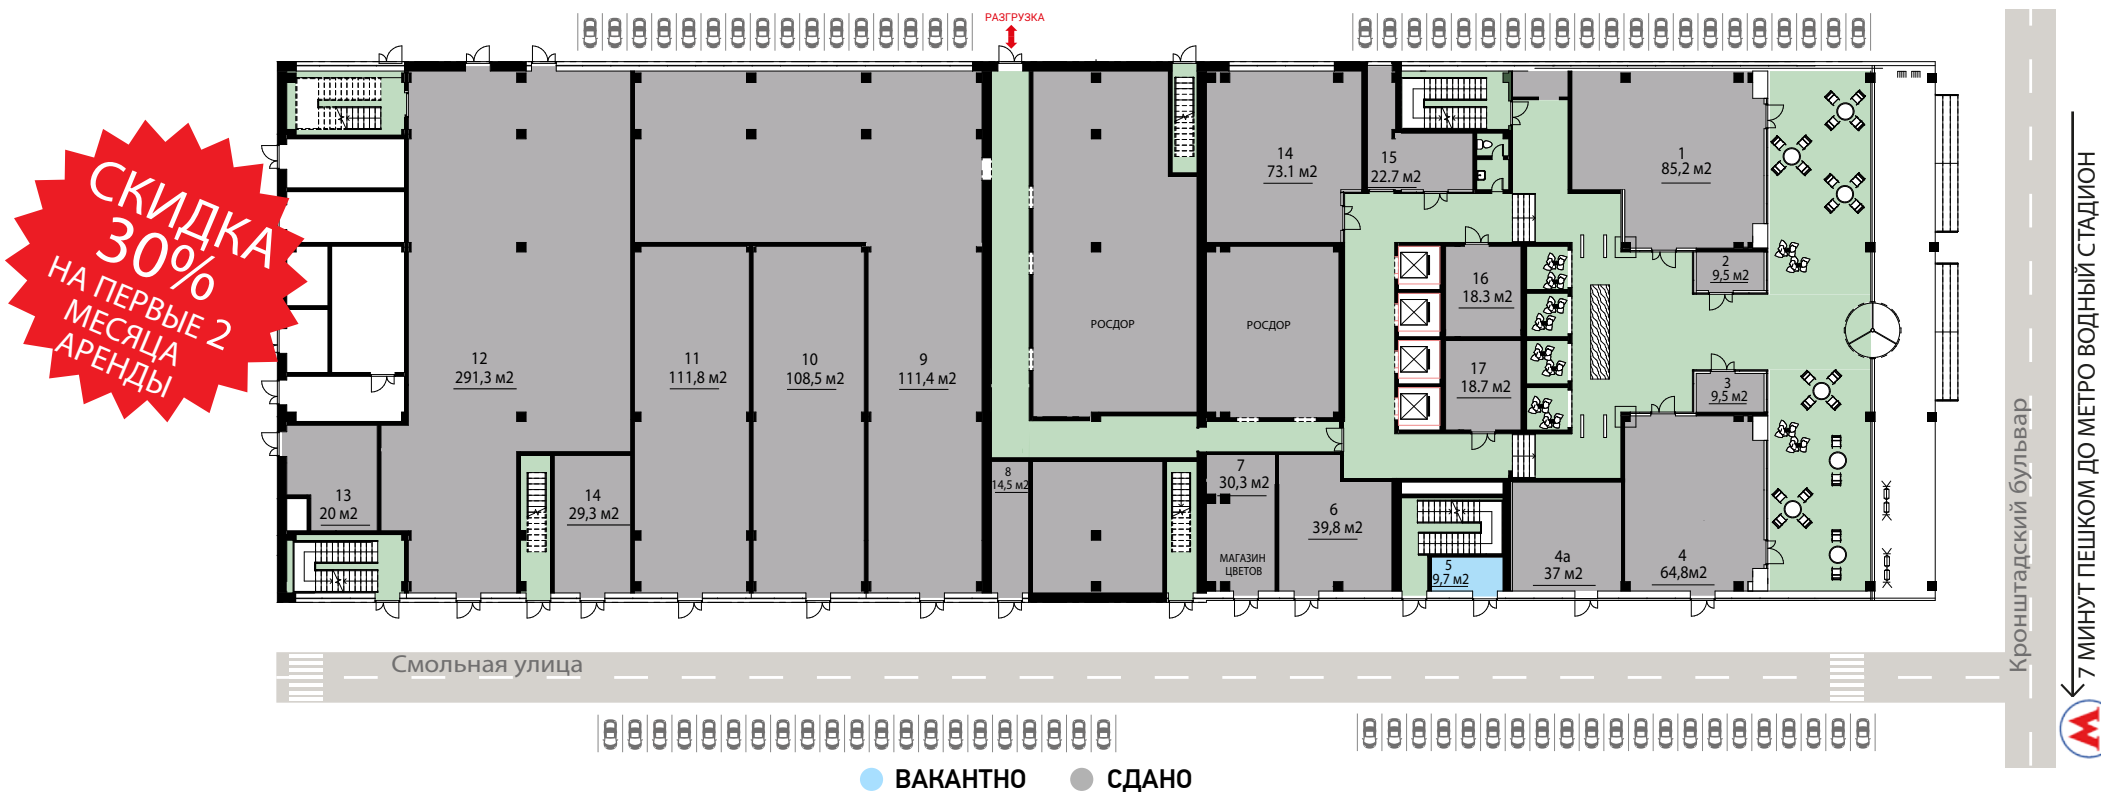 РАЗГРУЗКА
СКИДКА
30%
НА ПЕРВЫЕ 2
МЕСЯЦА
АРЕНДЫ
14
73.1 м2
15
22.7 м2
1
85,2 м2
2
9,5 м2
16
18.3 м2
РОСДОР
РОСДОР
12
291,3 м2
11
111,8 м2
10
108,5 м2
9
111,4 м2
17
18.7 м2
3
9,5 м2
13
20 м2
14
29,3 м2
8
14,5 м2
7
30,3 м2
МАГАЗИН
ЦВЕТОВ
6
39,8 м2
5
9,7 м2
4а
37 м2
4
64,8м2
Смольная улица
Кронштадский бульвар
7 МИНУТ ПЕШКОМ ДО МЕТРО ВОДНЫЙ СТАДИОН
М
ВАКАНТНО
СДАНО